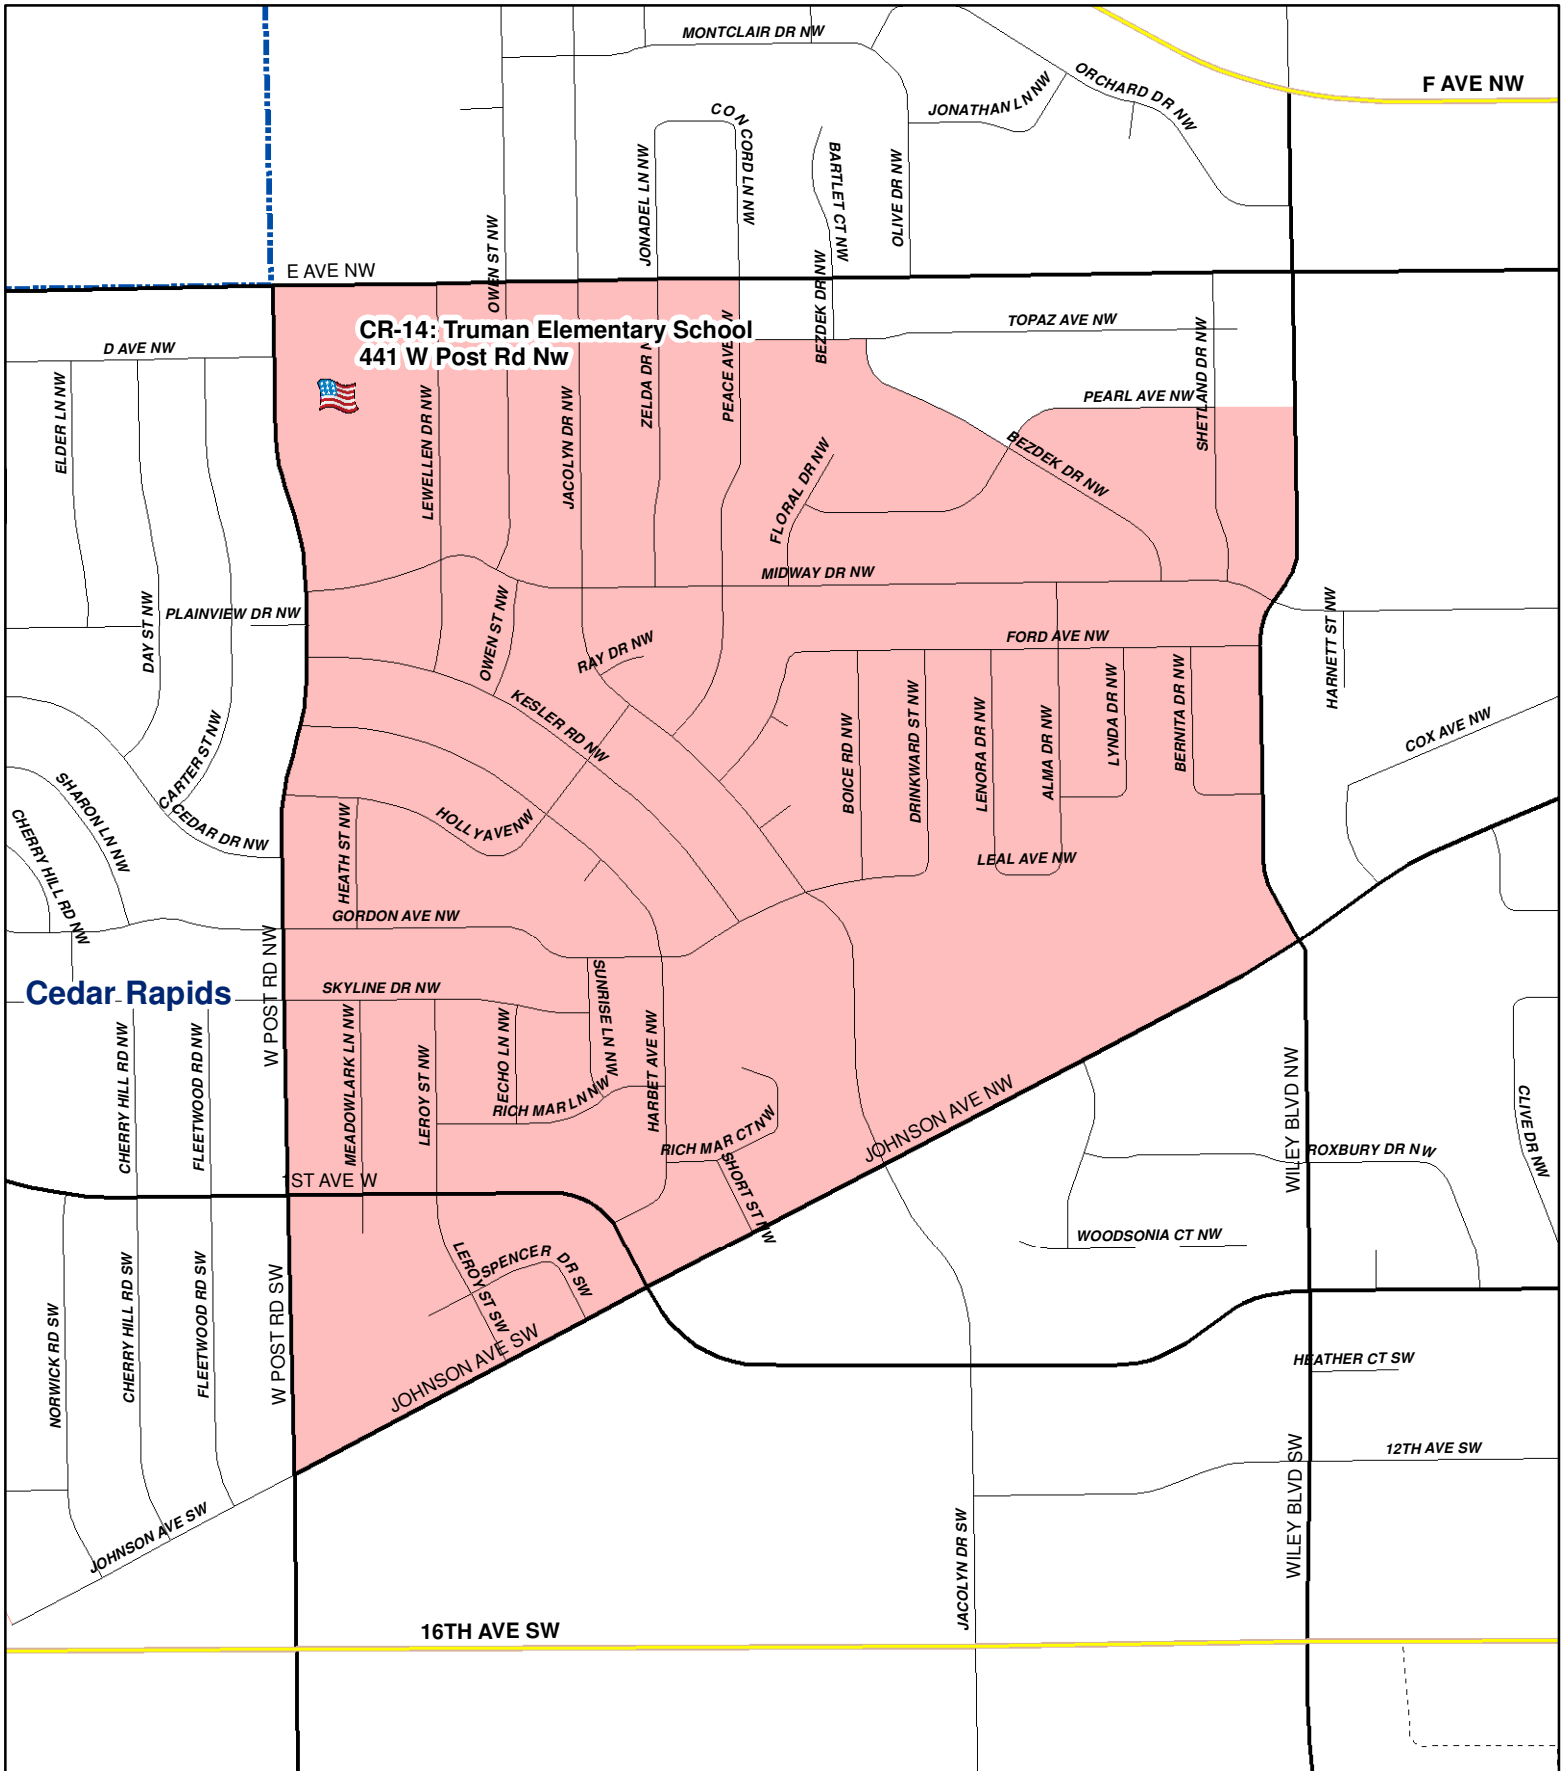 MONTCLAIR DR NW
ORCHARD DR NW
F AVE NW
JONATHAN LN NW
CONCORD LN NW
JONADEL LN NW
BARTLET CT NW
OLIVE DR NW
OWEN ST NW
E AVE NW
BEZDEK DR NW
CR-14: Truman Elementary School
441 W Post Rd Nw
TOPAZ AVE NW
D AVE NW
ELDER LN NW
LEWELLEN DR NW
JACOLYN DR NW
ZELDA DR N
PEACE AVE W
PEARL AVE NW
SHETLAND DR NW
BEZDEK DR NW
FLORAL DR NW
MIDWAY DR NW
PLAINVIEW DR NW
DAY ST NW
OWEN ST NW
RAY DR NW
FORD AVE NW
HARNETT ST NW
KESLER RD NW
BOICE RD NW
DRINKWARD ST NW
LENORA DR NW
ALMA DR NW
LYNDA DR NW
BERNITA DR NW
COX AVE NW
CARTER ST NW
SHARON LN NW
CEDAR DR NW
CHERRY HILL RD NW
HEATH ST NW
HOLLY AVE NW
LEAL AVE NW
GORDON AVE NW
W POST RD NW
Cedar Rapids
SKYLINE DR NW
SUNRISE LN NW
CHERRY HILL RD NW
FLEETWOOD RD NW
MEADOWLARK LN NW
LEROY ST NW
ECHO LN NW
RICH MAR LN NW
HARBET AVE NW
RICH MAR CT NW
SHORT ST NW
JOHNSON AVE NW
WILEY BLVD NW
ROXBURY DR NW
CLIVE DR NW
1ST AVE W
WOODSONIA CT NW
NORWICK RD SW
CHERRY HILL RD SW
FLEETWOOD RD SW
W POST RD SW
LEROY ST SW
SPENCER DR SW
JOHNSON AVE SW
HEATHER CT SW
12TH AVE SW
WILEY BLVD SW
JACOLYN DR SW
JOHNSON AVE SW
16TH AVE SW